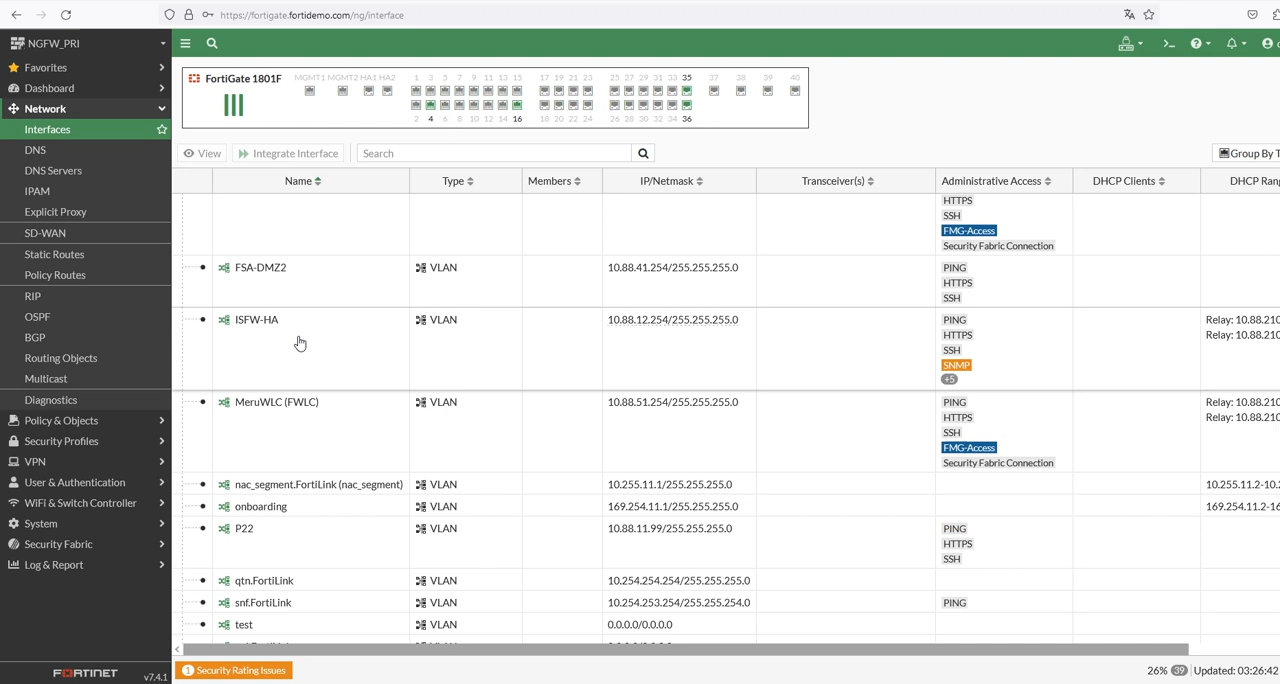 https://fortigate.fortidemo.com/ng/interface
NGFW_PRI
Favorites
Dashboard
Network
Interfaces
DNS
DNS Servers
IPAM
Explicit Proxy
SD-WAN
Static Routes
Policy Routes
RIP
OSPF
BGP
Routing Objects
Multicast
Diagnostics
Policy & Objects
Security Profiles
VPN
User & Authentication
WiFi & Switch Controller
System
Security Fabric
Log & Report
FORTINET v7.4.1
FortiGate 1801F
MGMT1 MGMT2 HA1 HA2 1 3 5 7 9 11 13 15 17 19 21 23 25 27 29 31 33 35 37 38 39 40
2 4 6 8 10 12 14 16 18 20 22 24 26 28 30 32 34 36
View Integrate Interface Search Group By T
Name Type Members IP/Netmask Transceiver(s) Administrative Access DHCP Clients DHCP Rang
HTTPS
SSH
FMG-Access
Security Fabric Connection
FSA-DMZ2 VLAN 10.88.41.254/255.255.255.0 PING
HTTPS
SSH
ISFW-HA VLAN 10.88.12.254/255.255.255.0 PING Relay: 10.88.210
HTTPS Relay: 10.88.210
SSH
SNMP
+5
MeruWLC (FWLC) VLAN 10.88.51.254/255.255.255.0 PING Relay: 10.88.210
HTTPS Relay: 10.88.210
SSH
FMG-Access
Security Fabric Connection
nac_segment.FortiLink (nac_segment) VLAN 10.255.11.1/255.255.255.0 10.255.11.2-10.2
onboarding VLAN 169.254.11.1/255.255.255.0 169.254.11.2-16
P22 VLAN 10.88.11.99/255.255.255.0 PING
HTTPS
SSH
qtn.FortiLink VLAN 10.254.254.254/255.255.255.0
snf.FortiLink VLAN 10.254.253.254/255.255.254.0 PING
test VLAN 0.0.0.0/0.0.0.0
1 Security Rating Issues 26% 39 Updated: 03:26:42